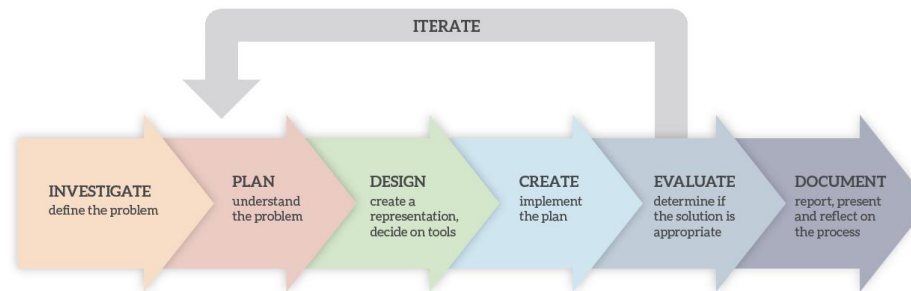 ITERATE
INVESTIGATE
define the problem
PLAN
understand
the problem
DESIGN
create a
representation,
decide on tools
CREATE
implement
the plan
EVALUATE
determine if
the solution is
appropriate
DOCUMENT
report, present
and reflect on
the process